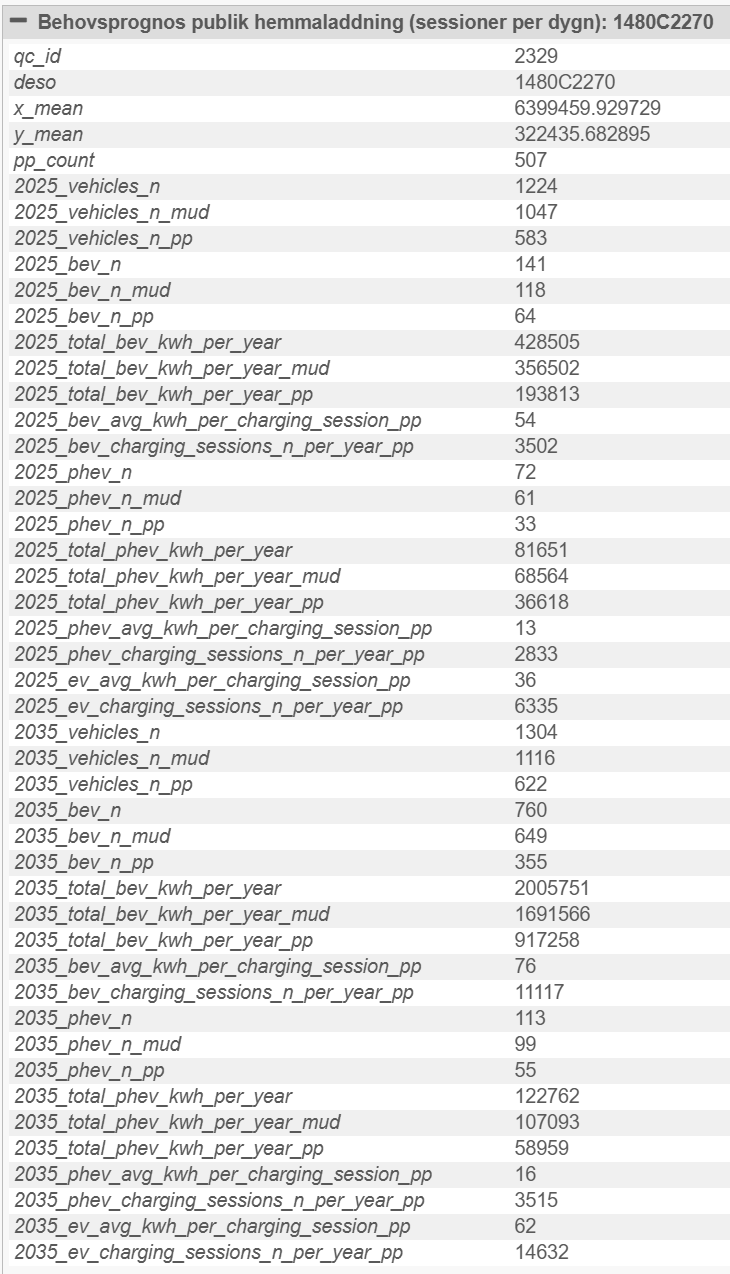 Behovsprognos publik hemmaladdning (sessioner per dygn): 1480C2270
qc_id 2329
deso 1480C2270
x_mean 6399459.929729
y_mean 322435.682895
pp_count 507
2025_vehicles_n 1224
2025_vehicles_n_mud 1047
2025_vehicles_n_pp 583
2025_bev_n 141
2025_bev_n_mud 118
2025_bev_n_pp 64
2025_total_bev_kwh_per_year 428505
2025_total_bev_kwh_per_year_mud 356502
2025_total_bev_kwh_per_year_pp 193813
2025_bev_avg_kwh_per_charging_session_pp 54
2025_bev_charging_sessions_n_per_year_pp 3502
2025_phev_n 72
2025_phev_n_mud 61
2025_phev_n_pp 33
2025_total_phev_kwh_per_year 81651
2025_total_phev_kwh_per_year_mud 68564
2025_total_phev_kwh_per_year_pp 36618
2025_phev_avg_kwh_per_charging_session_pp 13
2025_phev_charging_sessions_n_per_year_pp 2833
2025_ev_avg_kwh_per_charging_session_pp 36
2025_ev_charging_sessions_n_per_year_pp 6335
2035_vehicles_n 1304
2035_vehicles_n_mud 1116
2035_vehicles_n_pp 622
2035_bev_n 760
2035_bev_n_mud 649
2035_bev_n_pp 355
2035_total_bev_kwh_per_year 2005751
2035_total_bev_kwh_per_year_mud 1691566
2035_total_bev_kwh_per_year_pp 917258
2035_bev_avg_kwh_per_charging_session_pp 76
2035_bev_charging_sessions_n_per_year_pp 11117
2035_phev_n 113
2035_phev_n_mud 99
2035_phev_n_pp 55
2035_total_phev_kwh_per_year 122762
2035_total_phev_kwh_per_year_mud 107093
2035_total_phev_kwh_per_year_pp 58959
2035_phev_avg_kwh_per_charging_session_pp 16
2035_phev_charging_sessions_n_per_year_pp 3515
2035_ev_avg_kwh_per_charging_session_pp 62
2035_ev_charging_sessions_n_per_year_pp 14632